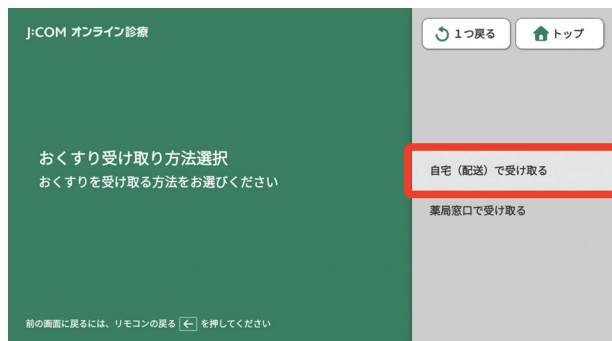 J:COM オンライン診療
1つ戻る
トップ
おくすり受け取り方法選択
おくすりを受け取る方法をお選びください
自宅（配送）で受け取る
薬局窓口で受け取る
前の画面に戻るには、リモコンの戻る ← を押してください